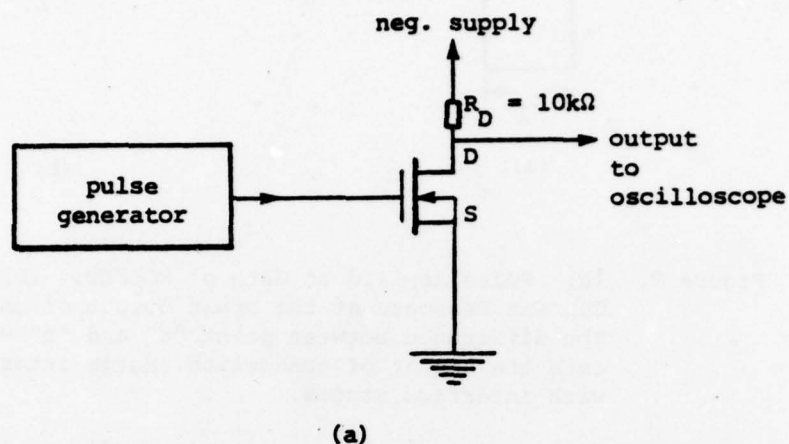 neg. supply
R_D = 10kΩ
output
to
oscilloscope
D
S
pulse
generator
(a)